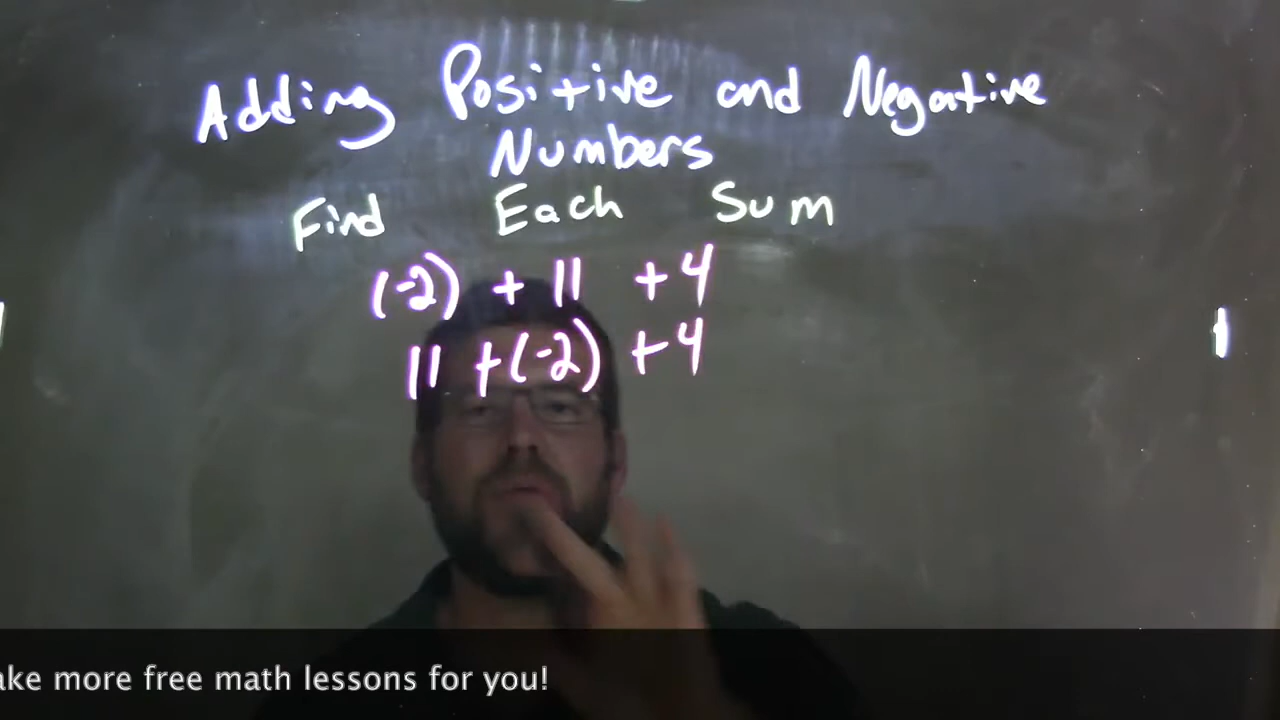 Adding Positive and Negative
Numbers
Find Each Sum
(-2) + 11 + 4
11 + (-2) + 4
more free math lessons for you!